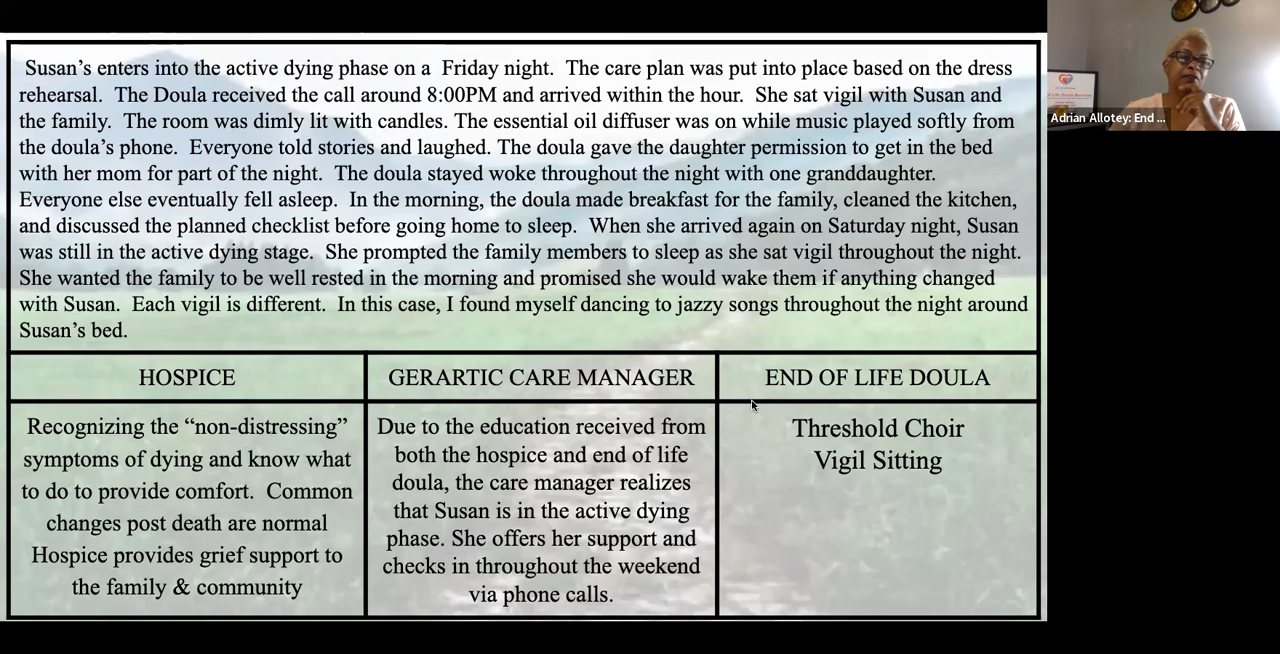 Susan’s enters into the active dying phase on a Friday night. The care plan was put into place based on the dress
rehearsal. The Doula received the call around 8:00PM and arrived within the hour. She sat vigil with Susan and
the family. The room was dimly lit with candles. The essential oil diffuser was on while music played softly from
the doula’s phone. Everyone told stories and laughed. The doula gave the daughter permission to get in the bed
with her mom for part of the night. The doula stayed woke throughout the night with one granddaughter.
Everyone else eventually fell asleep. In the morning, the doula made breakfast for the family, cleaned the kitchen,
and discussed the planned checklist before going home to sleep. When she arrived again on Saturday night, Susan
was still in the active dying stage. She prompted the family members to sleep as she sat vigil throughout the night.
She wanted the family to be well rested in the morning and promised she would wake them if anything changed
with Susan. Each vigil is different. In this case, I found myself dancing to jazzy songs throughout the night around
Susan’s bed.
HOSPICE
Recognizing the “non-distressing”
symptoms of dying and know what
to do to provide comfort. Common
changes post death are normal
Hospice provides grief support to
the family & community
GERARTIC CARE MANAGER
Due to the education received from
both the hospice and end of life
doula, the care manager realizes
that Susan is in the active dying
phase. She offers her support and
checks in throughout the weekend
via phone calls.
END OF LIFE DOULA
Threshold Choir
Vigil Sitting
Adrian Allotey: End ...